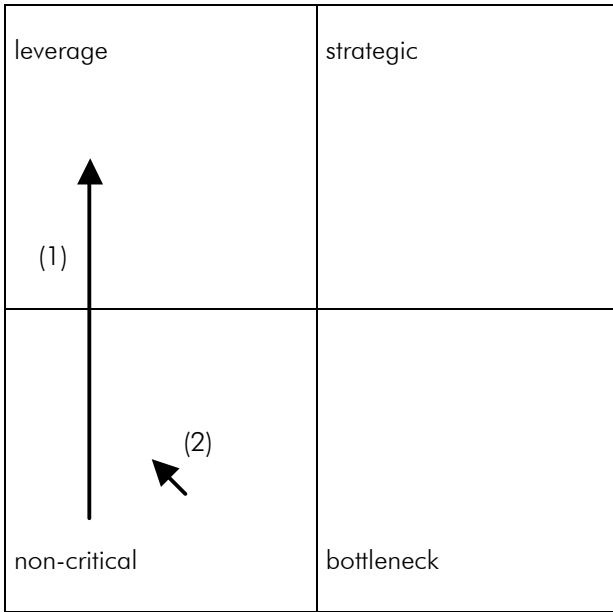 leverage
strategic
(1)
(2)
non-critical
bottleneck